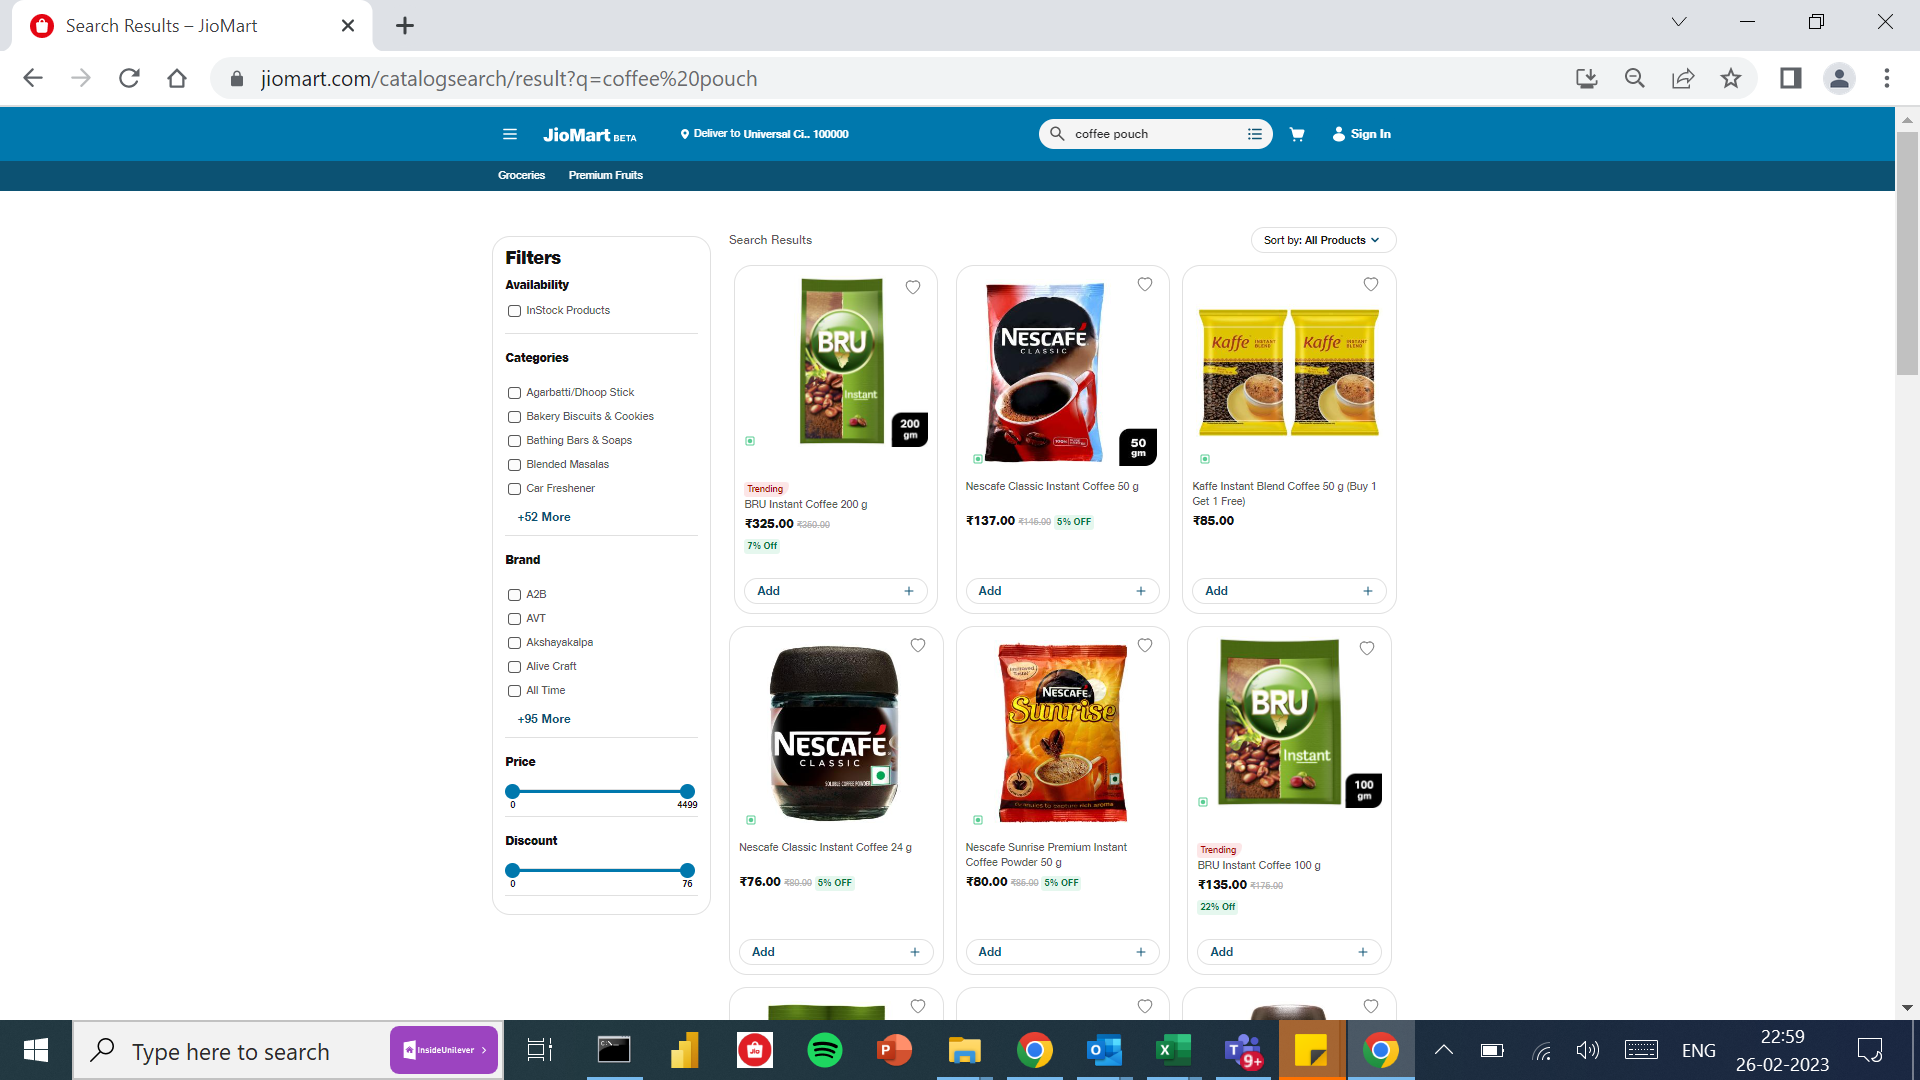 Search Results – JioMart
jiomart.com/catalogsearch/result?q=coffee%20pouch
JioMart BETA
Deliver to Universal Ci.. 100000
coffee pouch
Sign In
Groceries Premium Fruits
Filters
Availability
InStock Products
Categories
Agarbatti/Dhoop Stick
Bakery Biscuits & Cookies
Bathing Bars & Soaps
Blended Masalas
Car Freshener
+52 More
Brand
A2B
AVT
Akshayakalpa
Alive Craft
All Time
+95 More
Price
0 4499
Discount
0 76
Search Results
Sort by: All Products
BRU
Instant
200
gm
Trending
BRU Instant Coffee 200 g
₹325.00 ₹350.00
7% Off
Add +
NESCAFÉ
CLASSIC
50
gm
Nescafe Classic Instant Coffee 50 g
₹137.00 ₹145.00 5% OFF
Add +
Kaffe INSTANT BLEND
Kaffe INSTANT BLEND
Kaffe Instant Blend Coffee 50 g (Buy 1
Get 1 Free)
₹85.00
Add +
NESCAFÉ
CLASSIC
SOLUBLE COFFEE POWDER
Nescafe Classic Instant Coffee 24 g
₹76.00 ₹80.00 5% OFF
Add +
NESCAFÉ
Sunrise
Nescafe Sunrise Premium Instant
Coffee Powder 50 g
₹80.00 ₹85.00 5% OFF
Add +
BRU
Instant
100
gm
Trending
BRU Instant Coffee 100 g
₹135.00 ₹175.00
22% Off
Add +
Type here to search
InsideUnilever
9+
ENG
22:59
26-02-2023